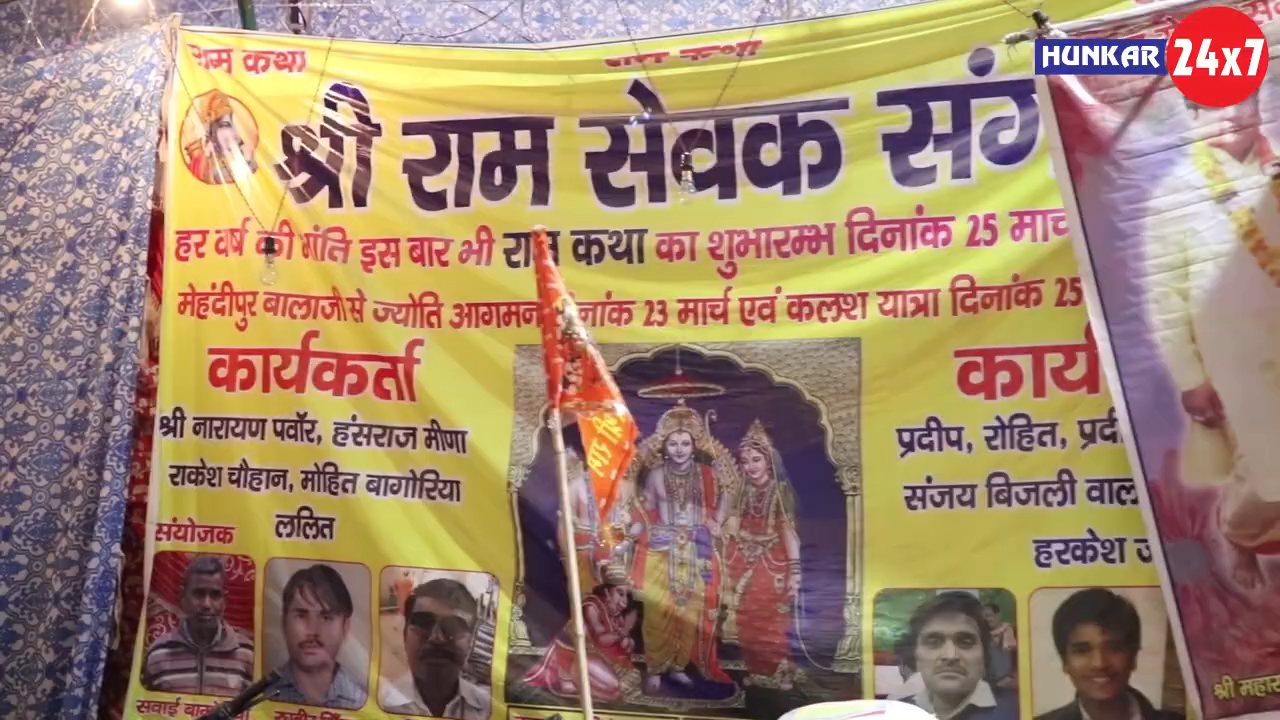 राम कथा
राम कथा
HUNKAR 24x7
श्री राम सेवक
हर वर्ष की भांति इस बार भी राम कथा का शुभारम्भ दिनांक 25 मार्च
मेहंदीपुर बालाजी से ज्योति आगमन दिनांक 23 मार्च एवं कलश यात्रा दिनांक 25
कार्यकर्ता
श्री नारायण पवाॅर, हंसराज मीणा
राकेश चौहान, मोहित बागोरिया
ललित
संयोजक
प्रदीप, रोहित,
संजय बिजली
हरकेश